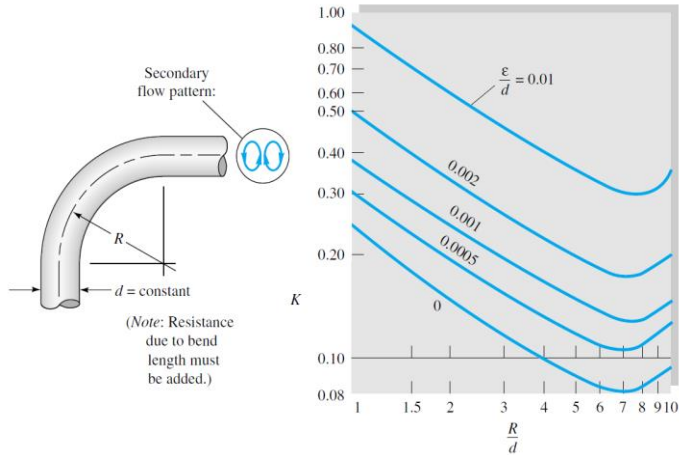 Secondary
flow pattern:
R
d = constant
(Note: Resistance
due to bend
length must
be added.)
K
1.00
0.80
0.70
0.60
0.50
0.40
0.30
0.20
0.10
0.08
ε/d = 0.01
0.002
0.001
0.0005
0
1 1.5 2 3 4 5 6 7 8 9 10
R/d